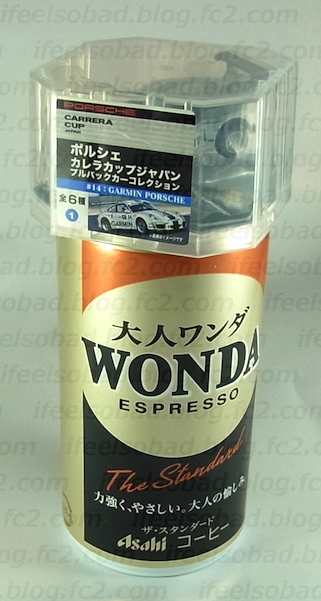 PORSCHE
CARRERA
CUP
JAPAN
ポルシェ
カレラカップジャパン
プルバックカーコレクション
#14 : GARMIN PORSCHE
全6種
1
GARMIN
大人ワンダ
WONDA
ESPRESSO
The Standard
力強く、やさしい。大人の愉しみ。
ザ・スタンダード
Asahi コーヒー
ifeelsobad.blog.fc2.com